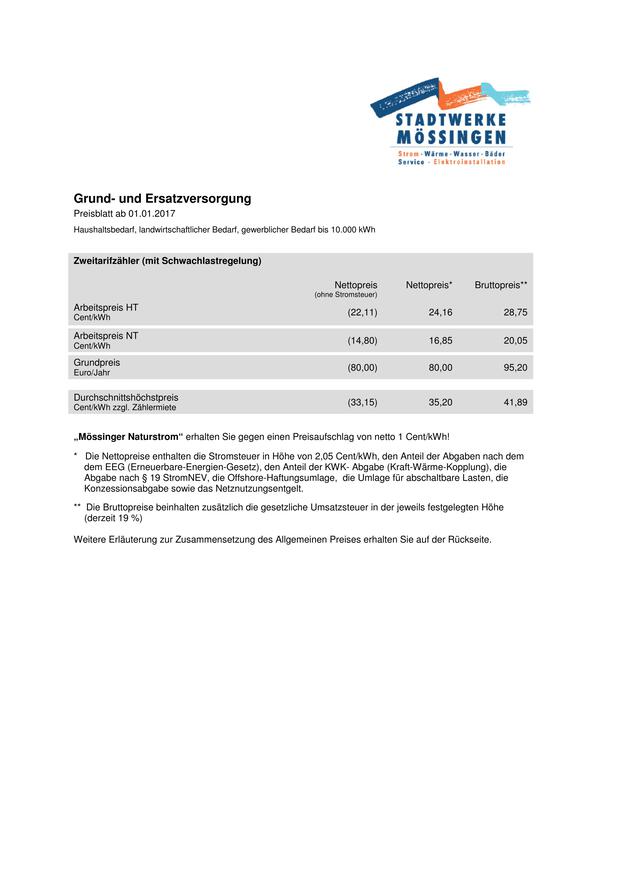 STADTWERKE
MÖSSINGEN
Strom · Wärme · Wasser · Bäder
Service · Elektroinstallation
Grund- und Ersatzversorgung
Preisblatt ab 01.01.2017
Haushaltsbedarf, landwirtschaftlicher Bedarf, gewerblicher Bedarf bis 10.000 kWh
Zweitarifzähler (mit Schwachlastregelung)
Nettopreis Nettopreis* Bruttopreis**
(ohne Stromsteuer)
Arbeitspreis HT
Cent/kWh (22,11) 24,16 28,75
Arbeitspreis NT
Cent/kWh (14,80) 16,85 20,05
Grundpreis
Euro/Jahr (80,00) 80,00 95,20
Durchschnittshöchstpreis
Cent/kWh zzgl. Zählermiete (33,15) 35,20 41,89
„Mössinger Naturstrom“ erhalten Sie gegen einen Preisaufschlag von netto 1 Cent/kWh!
* Die Nettopreise enthalten die Stromsteuer in Höhe von 2,05 Cent/kWh, den Anteil der Abgaben nach dem
dem EEG (Erneuerbare-Energien-Gesetz), den Anteil der KWK- Abgabe (Kraft-Wärme-Kopplung), die
Abgabe nach § 19 StromNEV, die Offshore-Haftungsumlage, die Umlage für abschaltbare Lasten, die
Konzessionsabgabe sowie das Netznutzungsentgelt.
** Die Bruttopreise beinhalten zusätzlich die gesetzliche Umsatzsteuer in der jeweils festgelegten Höhe
(derzeit 19 %)
Weitere Erläuterung zur Zusammensetzung des Allgemeinen Preises erhalten Sie auf der Rückseite.